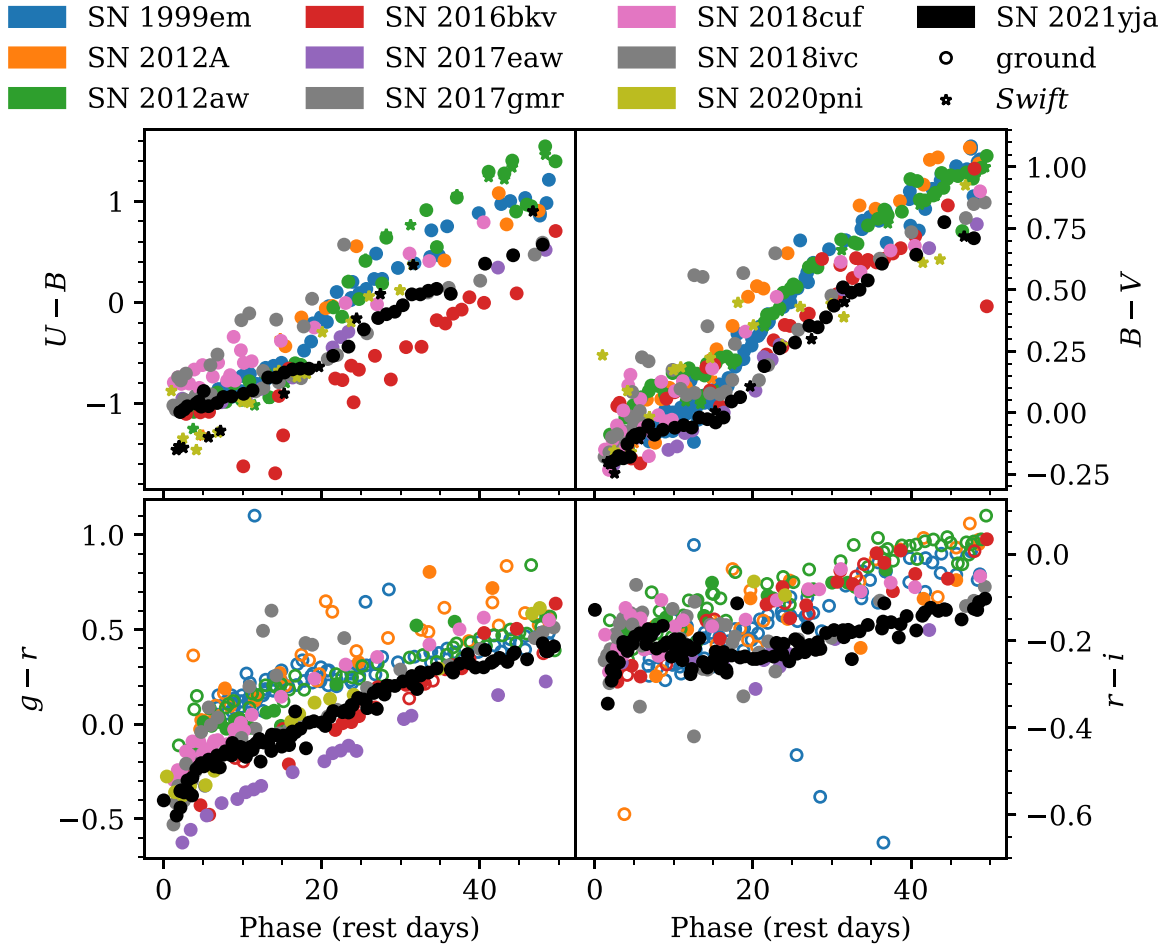 SN 1999em SN 2016bkv SN 2018cuf SN 2021yja
SN 2012A SN 2017eaw SN 2018ivc ground
SN 2012aw SN 2017gmr SN 2020pni Swift
1
0
−1
U − B
1.00
0.75
0.50
0.25
0.00
−0.25
B − V
1.0
0.5
0.0
−0.5
g − r
0.0
−0.2
−0.4
−0.6
r − i
0 20 40 0 20 40
Phase (rest days) Phase (rest days)